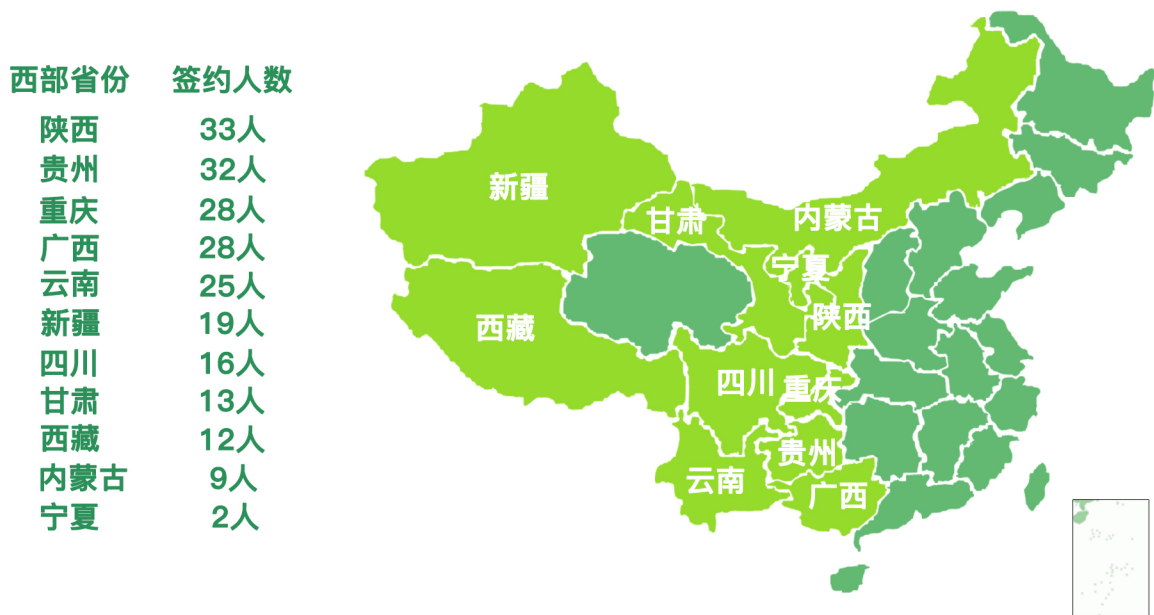 西部省份 签约人数
陕西 33人
贵州 32人
重庆 28人
广西 28人
云南 25人
新疆 19人
四川 16人
甘肃 13人
西藏 12人
内蒙古 9人
宁夏 2人
新疆
甘肃
内蒙古
宁夏
陕西
西藏
四川
重庆
贵州
云南
广西